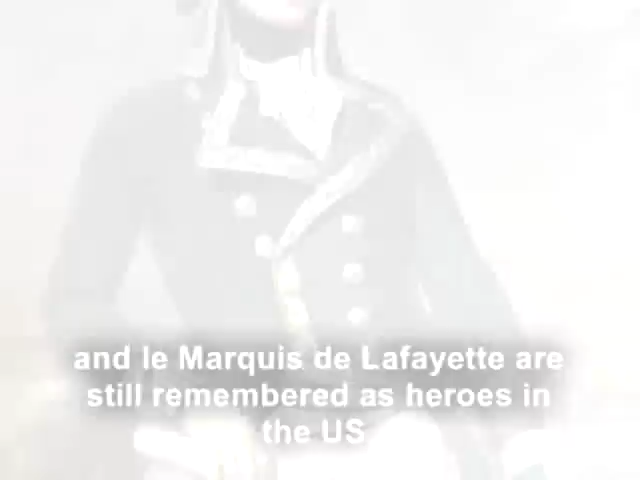 and le Marquis de Lafayette are
still remembered as heroes in
the US